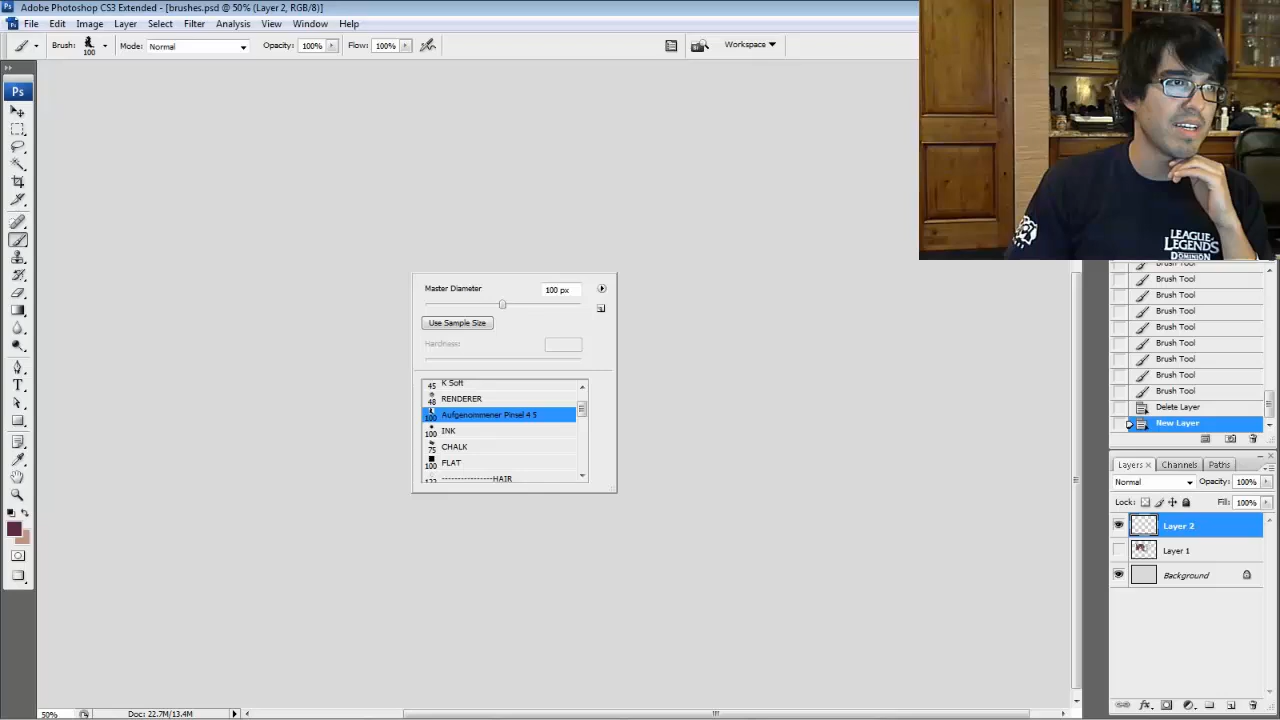 Adobe Photoshop CS3 Extended - [brushes.psd @ 50% (Layer 2, RGB/8)]
File Edit Image Layer Select Filter Analysis View Window Help
Brush: 100 Mode: Normal Opacity: 100% Flow: 100% Workspace
Ps
LEAGUE
LEGENDS
DOMINION
Master Diameter 100 px
Use Sample Size
Hardness:
45 K Soft
48 RENDERER
100 Aufgenommener Pinsel 4 5
100 INK
75 CHALK
100 FLAT
---------------HAIR
Brush Tool
Brush Tool
Brush Tool
Brush Tool
Brush Tool
Brush Tool
Brush Tool
Brush Tool
Brush Tool
Delete Layer
New Layer
Layers Channels Paths
Normal Opacity: 100%
Lock: Fill: 100%
Layer 2
Layer 1
Background
50% Doc: 22.7M/13.4M